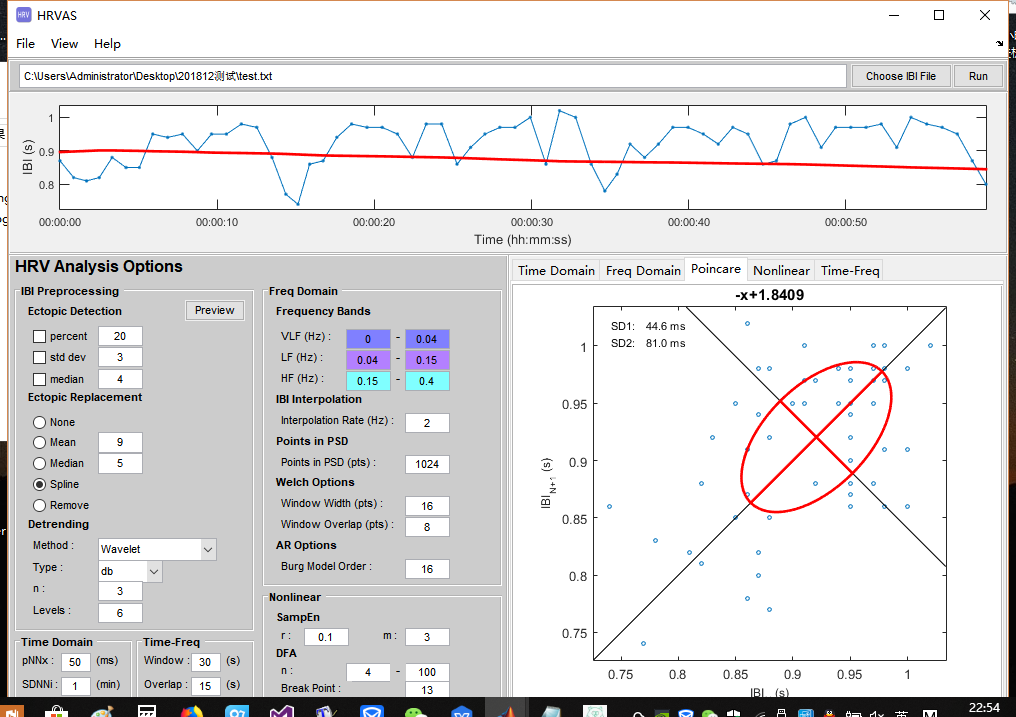 HRV HRVAS
File View Help
C:\Users\Administrator\Desktop\201812测试\test.txt Choose IBI File Run
1
0.9
0.8
IBI (s)
00:00:00 00:00:10 00:00:20 00:00:30 00:00:40 00:00:50
Time (hh:mm:ss)
HRV Analysis Options
IBI Preprocessing
Ectopic Detection Preview
percent 20
std dev 3
median 4
Ectopic Replacement
None
Mean 9
Median 5
Spline
Remove
Detrending
Method : Wavelet
Type : db
n : 3
Levels : 6
Time Domain
pNNx : 50 (ms)
SDNNi : 1 (min)
Time-Freq
Window : 30 (s)
Overlap : 15 (s)
Freq Domain
Frequency Bands
VLF (Hz) : 0 - 0.04
LF (Hz) : 0.04 - 0.15
HF (Hz) : 0.15 - 0.4
IBI Interpolation
Interpolation Rate (Hz) : 2
Points in PSD
Points in PSD (pts) : 1024
Welch Options
Window Width (pts) : 16
Window Overlap (pts) : 8
AR Options
Burg Model Order : 16
Nonlinear
SampEn
r : 0.1 m : 3
DFA
n : 4 - 100
Break Point : 13
Time Domain Freq Domain Poincare Nonlinear Time-Freq
-x+1.8409
SD1: 44.6 ms
SD2: 81.0 ms
1
0.95
0.9
0.85
0.8
0.75
IBI N+1 (s)
0.75 0.8 0.85 0.9 0.95 1
IBI (s)
22:54